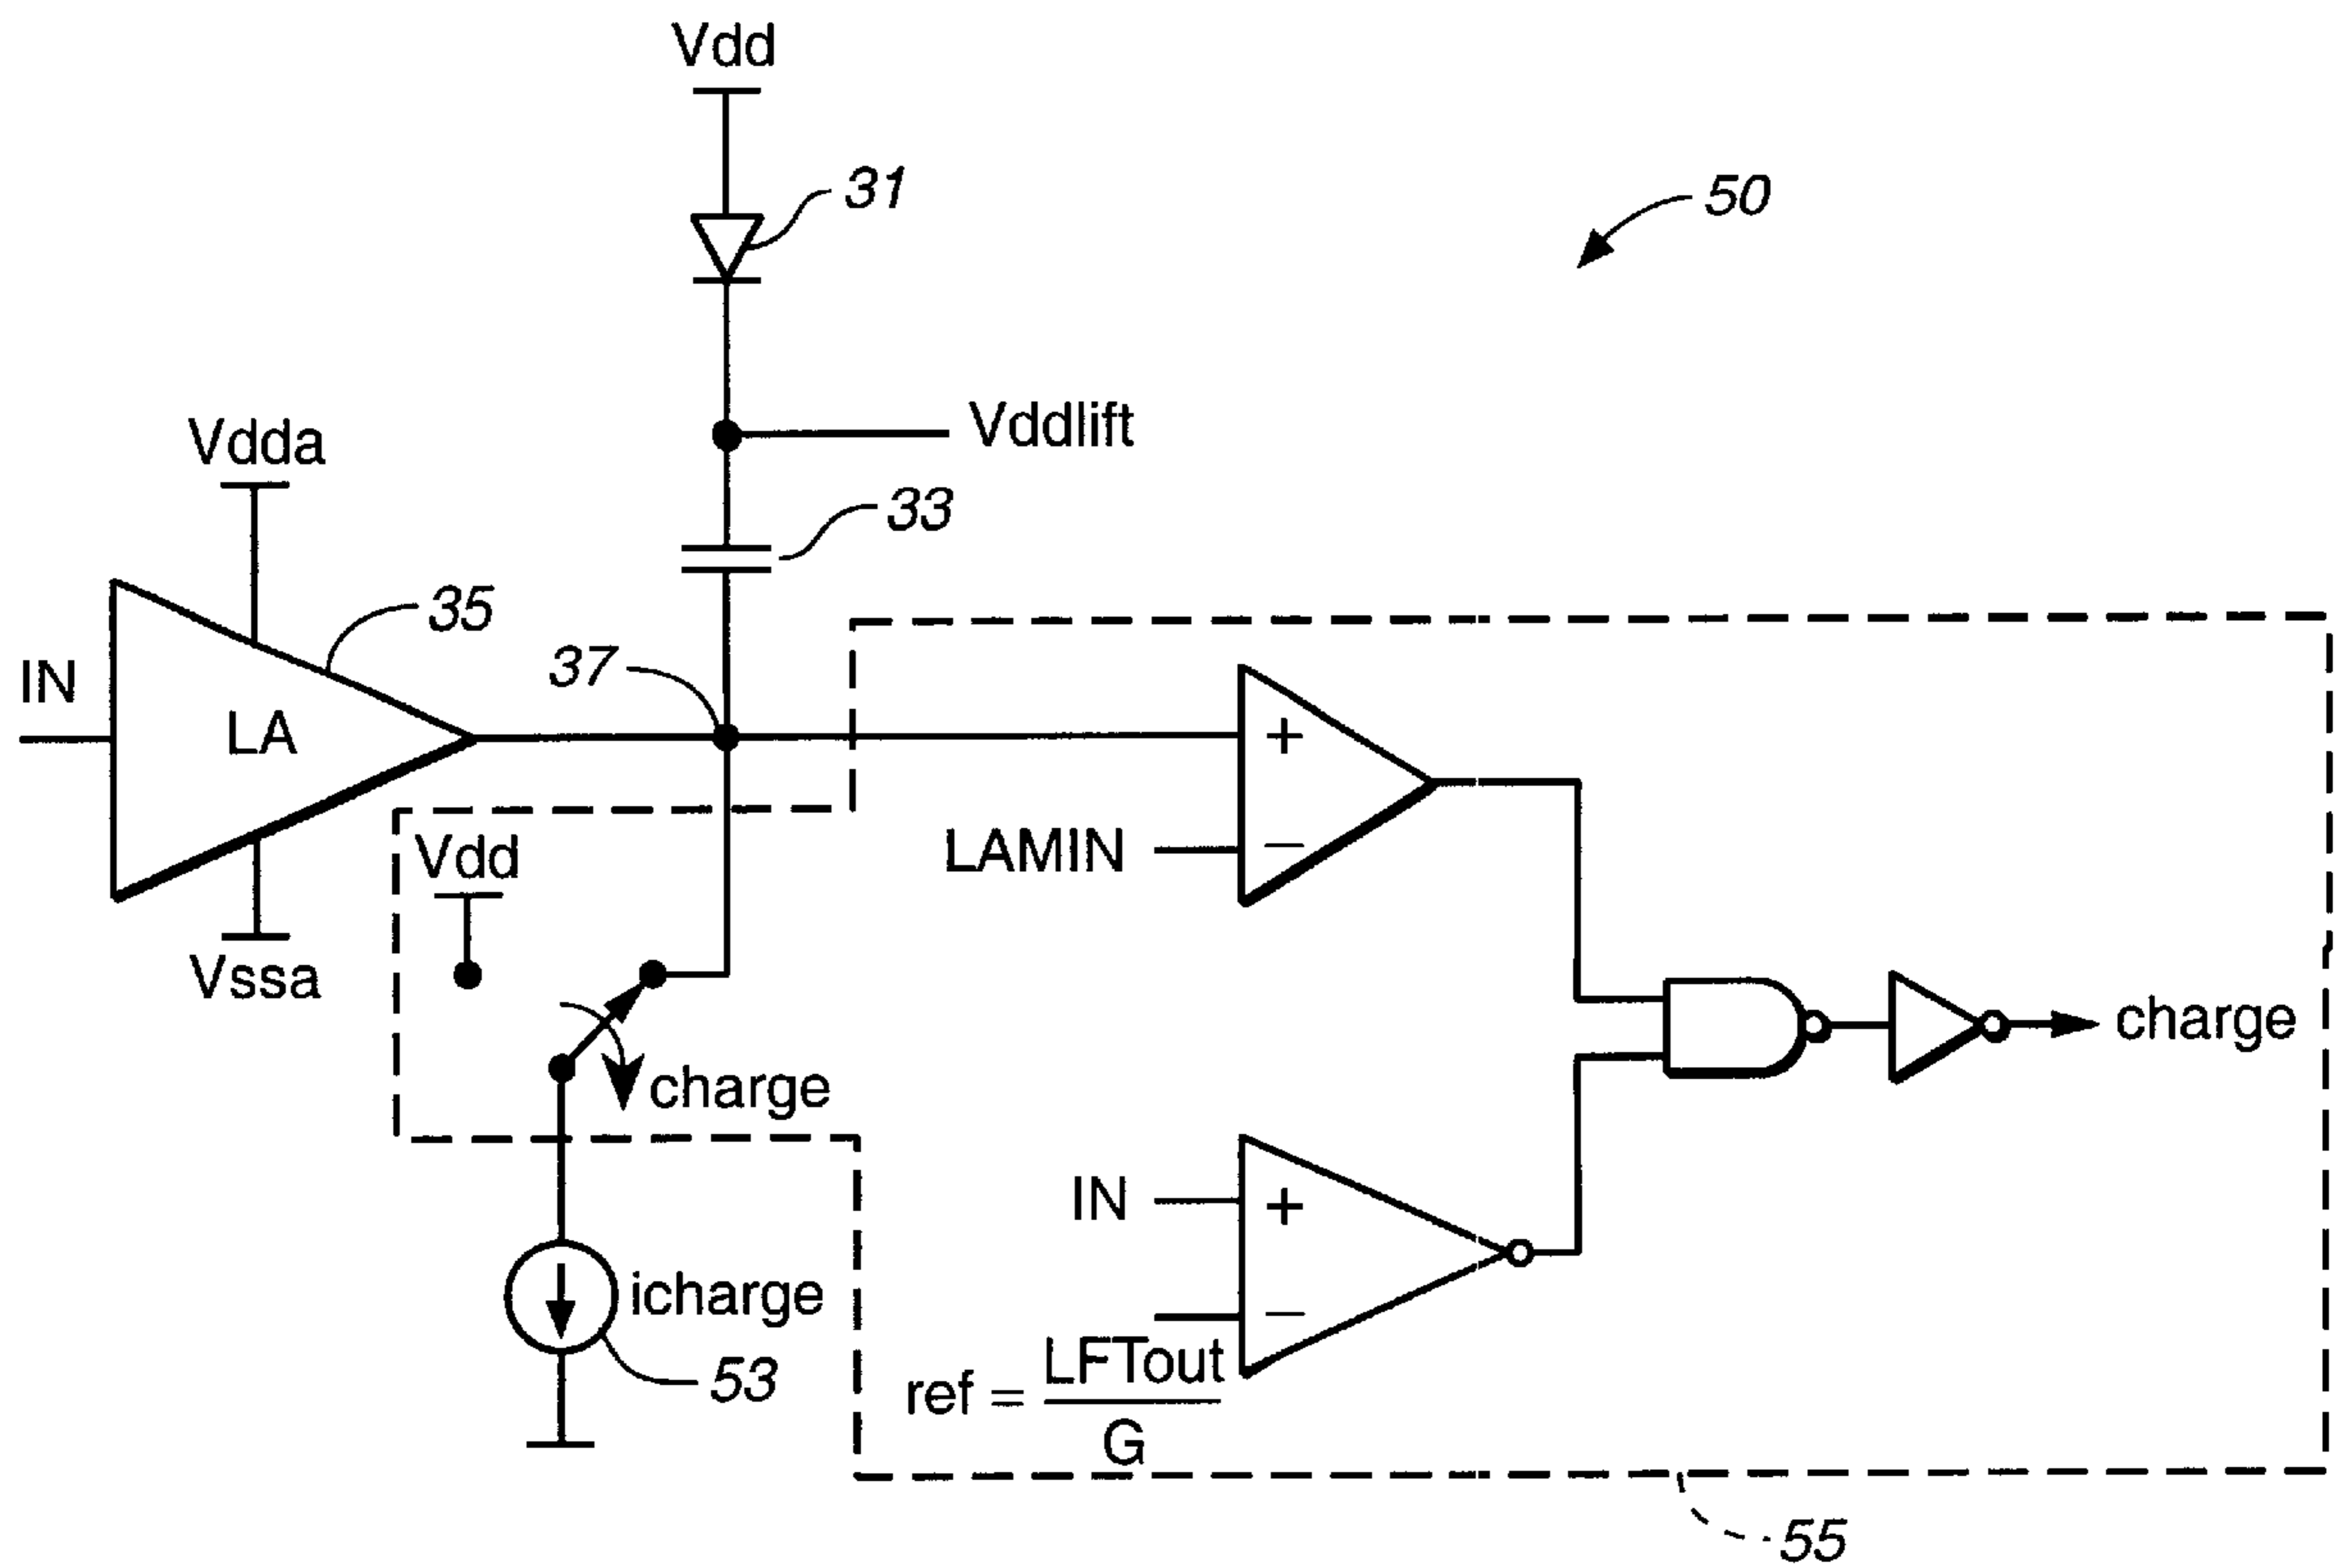 Vdd
31
50
Vddlift
Vdda
33
35
IN
LA
37
+
LAMIN
−
Vdd
Vssa
charge
charge
IN
+
−
icharge
53
ref = LFTout
G
55